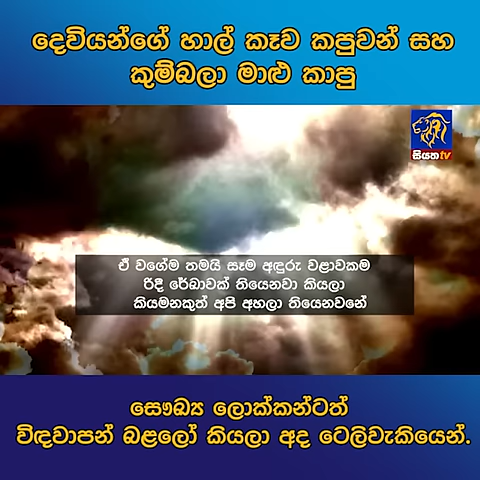 දෙවියන්ගේ හාල් කෑව කපුවන් සහ
කුම්බලා මාළු කාපු
සියත tv
ඒ වගේම තමයි සෑම අඳුරු වළාවකම
රිදී රේඛාවක් තියෙනවා කියලා
කියමනකුත් අපි අහලා තියෙනවනේ
සෞඛ්‍ය ලොක්කන්ටත්
විඳවාපන් බළලෝ කියලා අද ටෙලිවැකියෙන්.